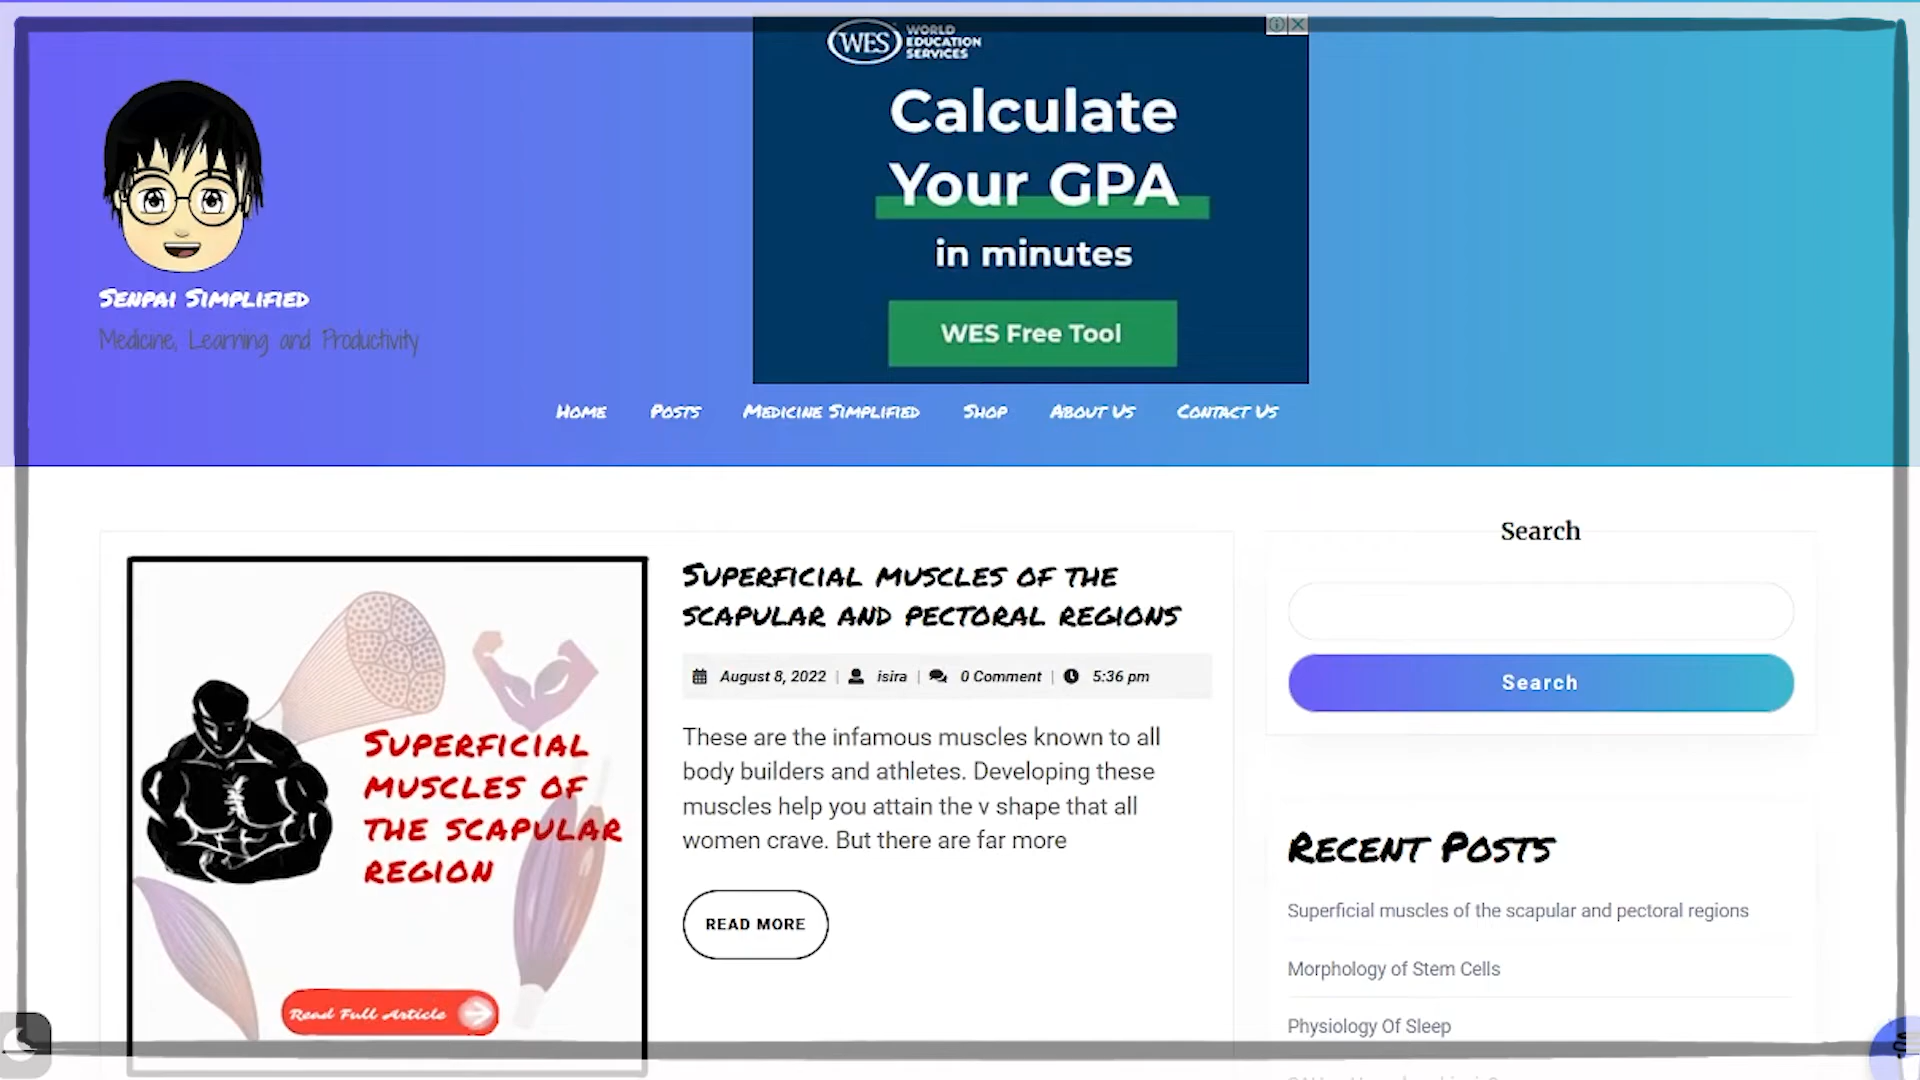 WES
WORLD
EDUCATION
SERVICES
Calculate
Your GPA
in minutes
WES Free Tool
Senpai Simplified
Medicine, Learning and Productivity
Home Posts Medicine Simplified Shop About Us Contact Us
Superficial muscles of the
scapular and pectoral regions
August 8, 2022 | isira | 0 Comment | 5:36 pm
These are the infamous muscles known to all
body builders and athletes. Developing these
muscles help you attain the v shape that all
women crave. But there are far more
READ MORE
Superficial
muscles of
the scapular
region
Read Full Article
Search
Search
Recent Posts
Superficial muscles of the scapular and pectoral regions
Morphology of Stem Cells
Physiology Of Sleep